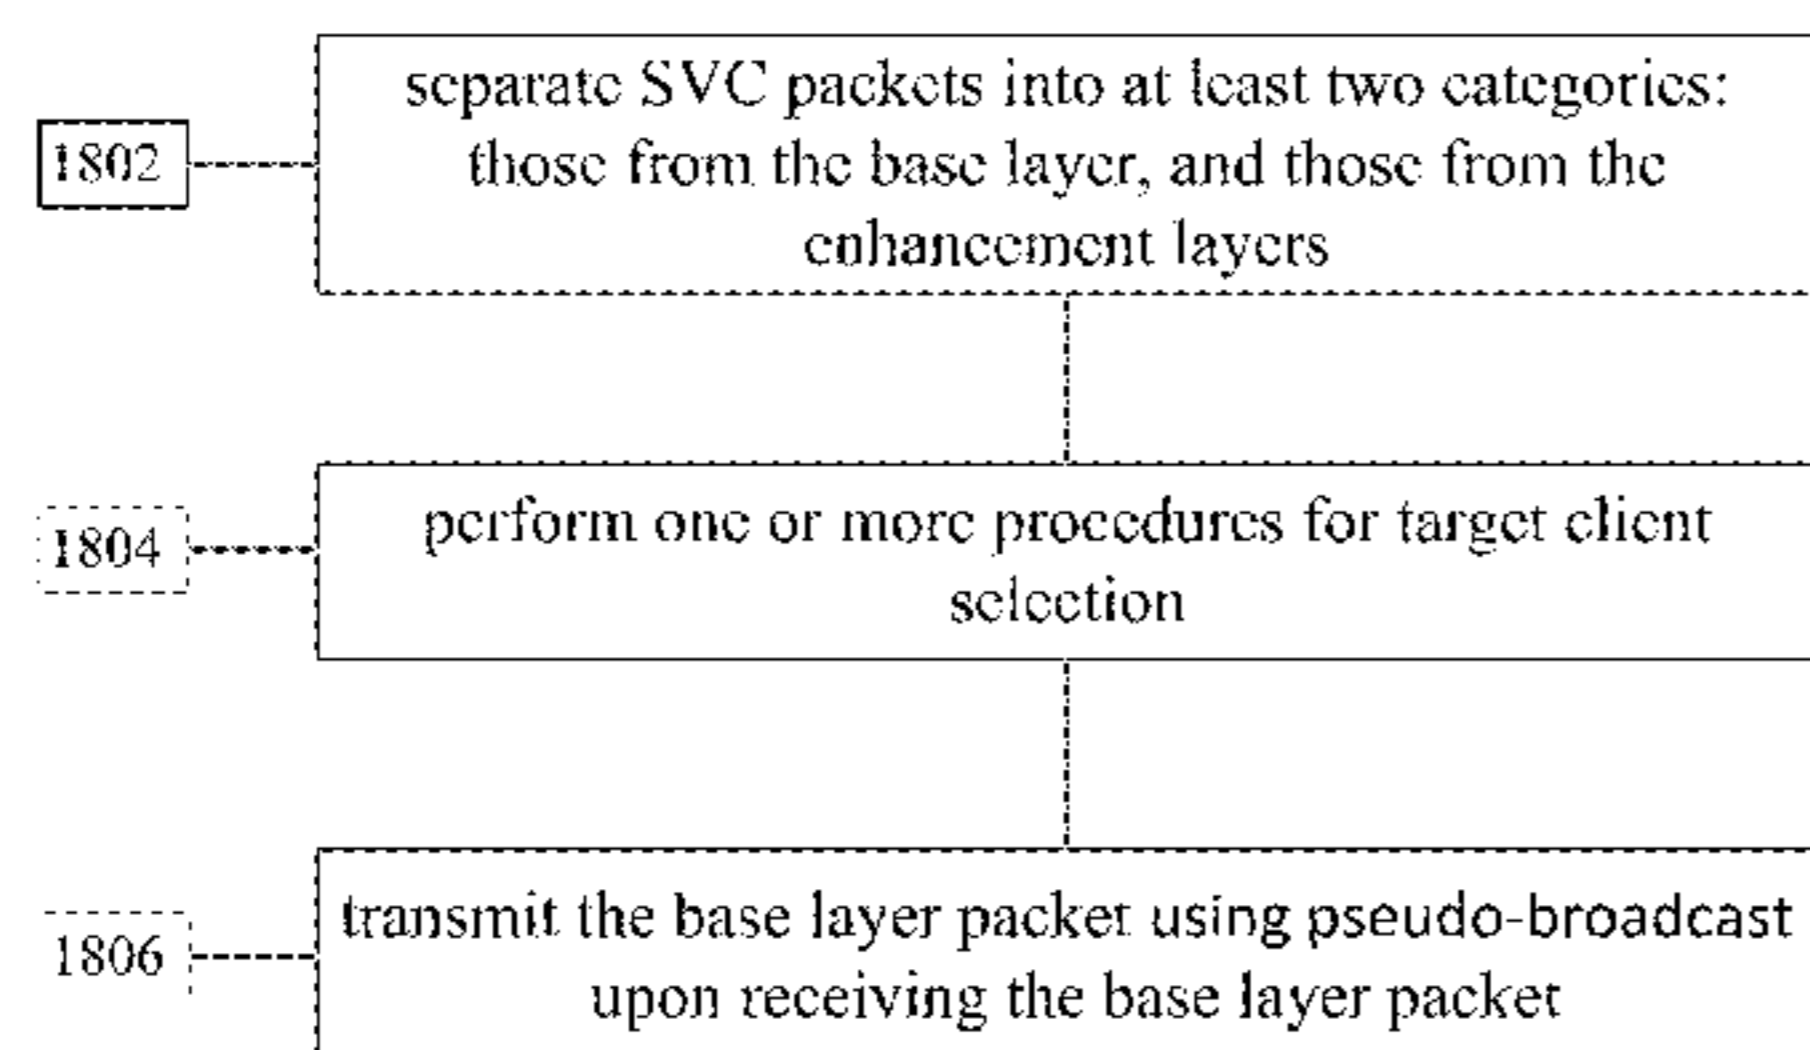 separate SVC packets into at least two categories:
1802
those from the base layer, and those from the
enhancement layers
1804
perform one or more procedures for target client
selection
1806
transmit the base layer packet using pseudo-broadcast
upon receiving the base layer packet